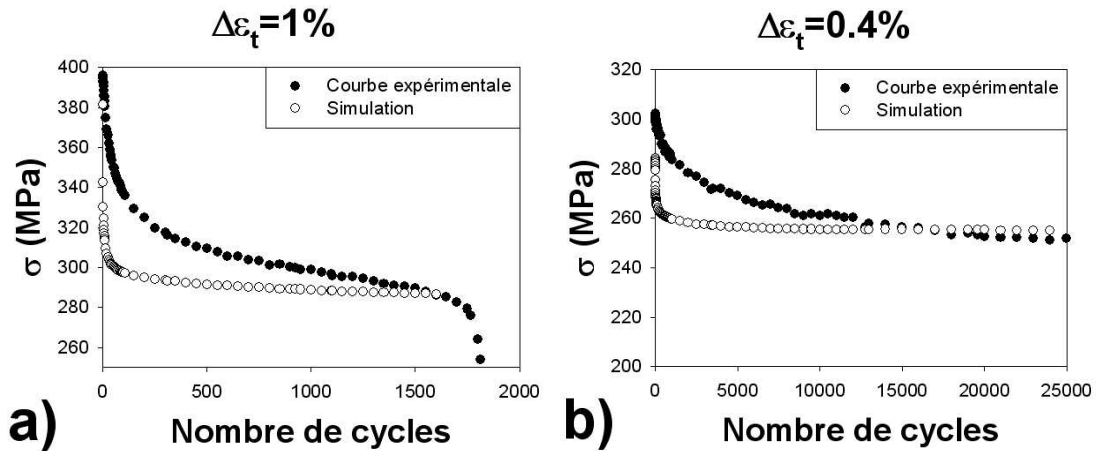 Δεt=1%
Δεt=0.4%
400
380
360
340
320
300
280
260
σ (MPa)
Courbe expérimentale
Simulation
0
500
1000
1500
2000
a)
Nombre de cycles
320
300
280
260
240
220
200
σ (MPa)
Courbe expérimentale
Simulation
0
5000
10000
15000
20000
25000
b)
Nombre de cycles